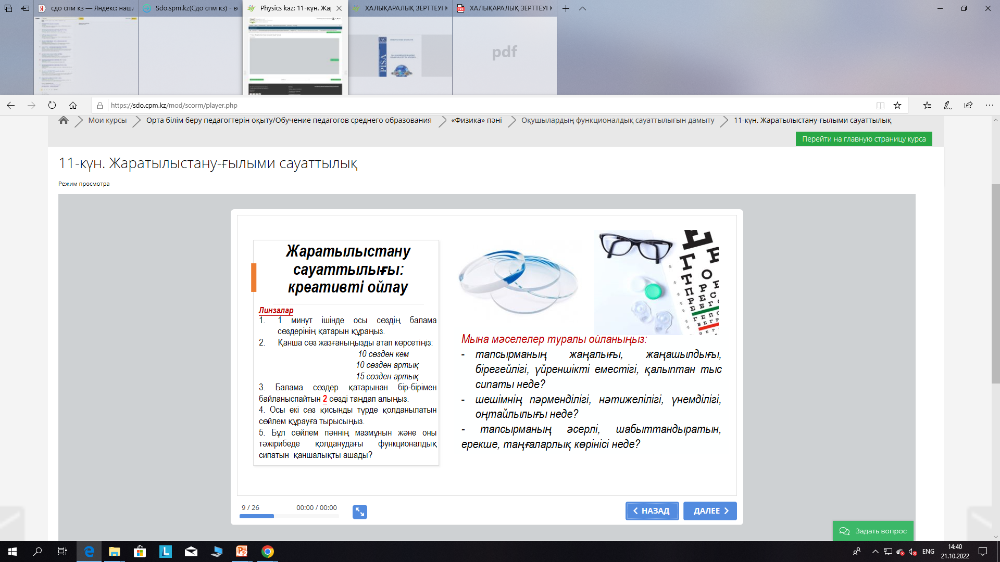 сдо спм кз — Яндекс: нашл
Sdo.spm.kz(Сдо спм кз) - вс
Physics kaz: 11-күн. Жар
ХАЛЫҚАРАЛЫҚ ЗЕРТТЕУІ К
ХАЛЫҚАРАЛЫҚ ЗЕРТТЕУІ К
IAC
PISA
pdf
https://sdo.cpm.kz/mod/scorm/player.php
Мои курсы
Орта білім беру педагогтерін оқыту/Обучение педагогов среднего образования
«Физика» пәні
Оқушылардың функционалдық сауаттылығын дамыту
11-күн. Жаратылыстану-ғылыми сауаттылық
Перейти на главную страницу курса
11-күн. Жаратылыстану-ғылыми сауаттылық
Режим просмотра
Жаратылыстану
сауаттылығы:
креативті ойлау
Линзалар
1. 1 минут ішінде осы сөздің балама
сөздерінің қатарын құраңыз.
2. Қанша сөз жазғаныңызды атап көрсетіңіз:
10 сөзден кем
10 сөзден артық
15 сөзден артық
3. Балама сөздер қатарынан бір-бірімен
байланыспайтын 2 сөзді таңдап алыңыз.
4. Осы екі сөз қисынды түрде қолданылатын
сөйлем құрауға тырысыңыз.
5. Бұл сөйлем пәннің мазмұнын және оны
тәжірибеде қолданудағы функционалдық
сипатын қаншалықты ашады?
Мына мәселелер туралы ойланыңыз:
- тапсырманың жаңалығы, жаңашылдығы,
бірегейлігі, үйреншікті еместігі, қалыптан тыс
сипаты неде?
- шешімнің пәрменділігі, нәтижелілігі, үнемділігі,
оңтайлылығы неде?
- тапсырманың әсерлі, шабыттандыратын,
ерекше, таңғаларлық көрінісі неде?
9 / 26
00:00 / 00:00
НАЗАД
ДАЛЕЕ
Задать вопрос
ENG
14:40
21.10.2022